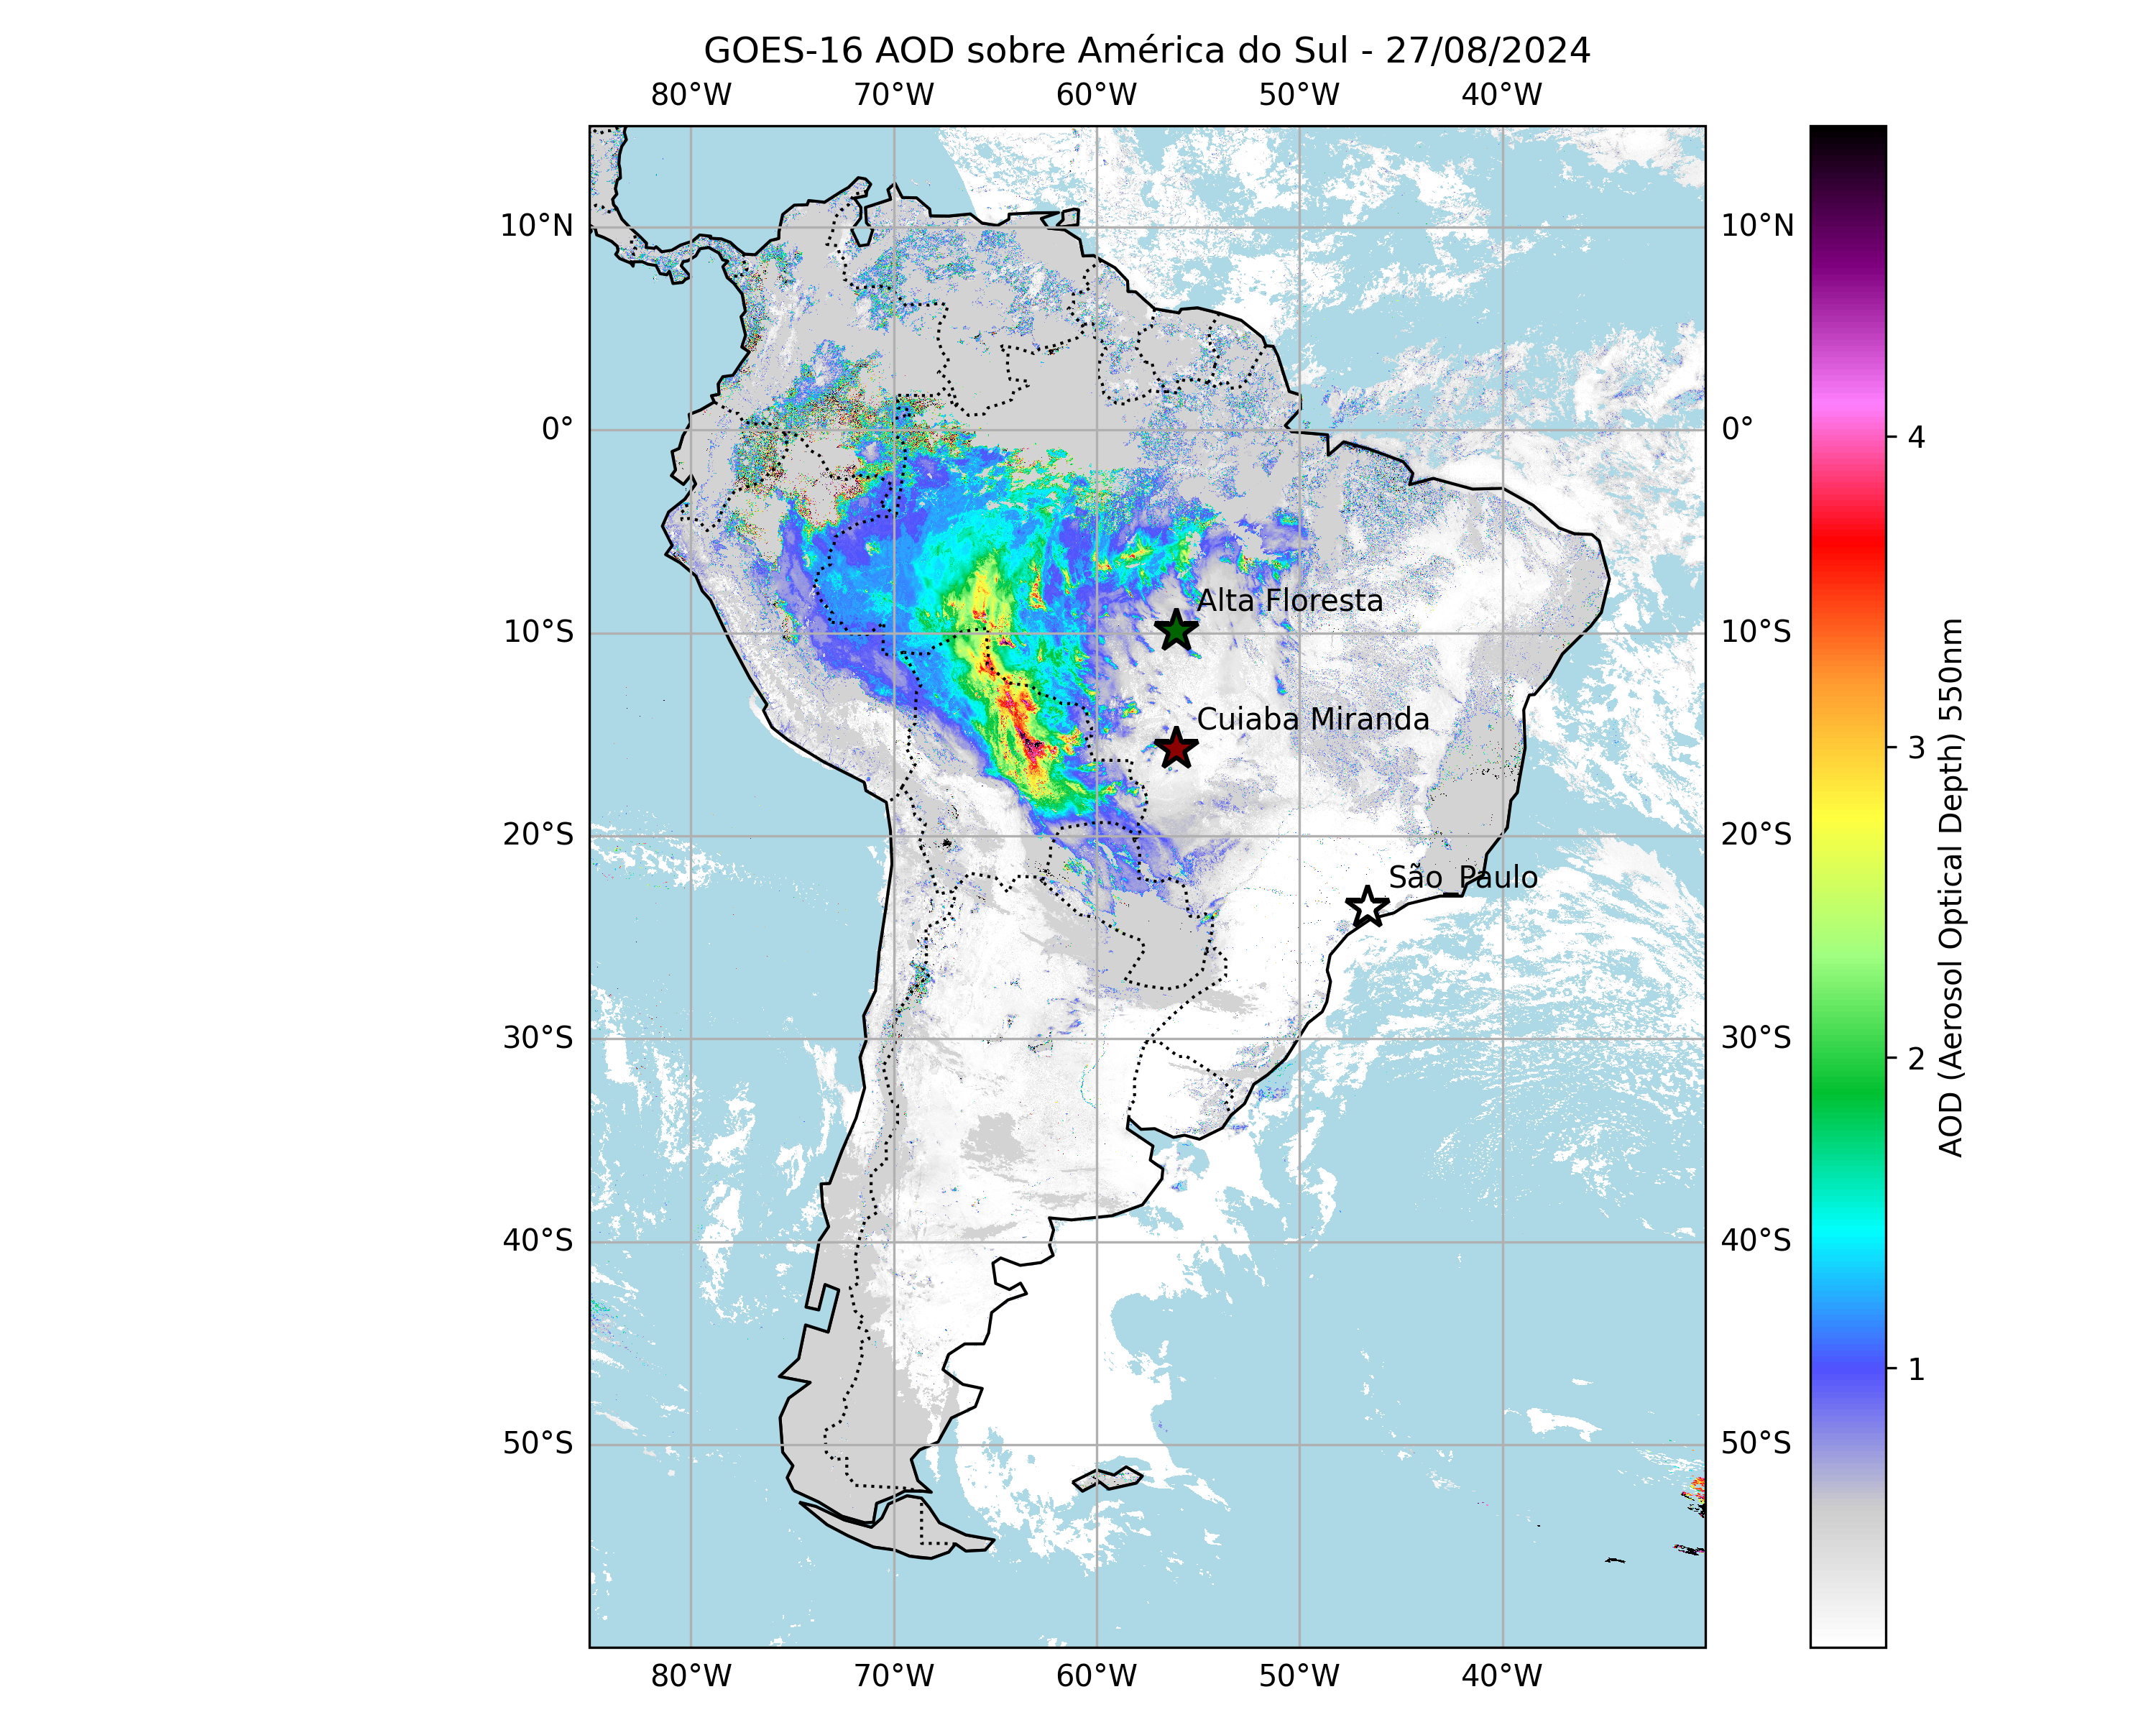 GOES-16 AOD sobre América do Sul - 27/08/2024
80°W 70°W 60°W 50°W 40°W
10°N 10°N
0° 0°
Alta Floresta
10°S 10°S
Cuiaba Miranda
20°S 20°S
São Paulo
30°S 30°S
40°S 40°S
50°S 50°S
80°W 70°W 60°W 50°W 40°W
4
3
2
1
AOD (Aerosol Optical Depth) 550nm